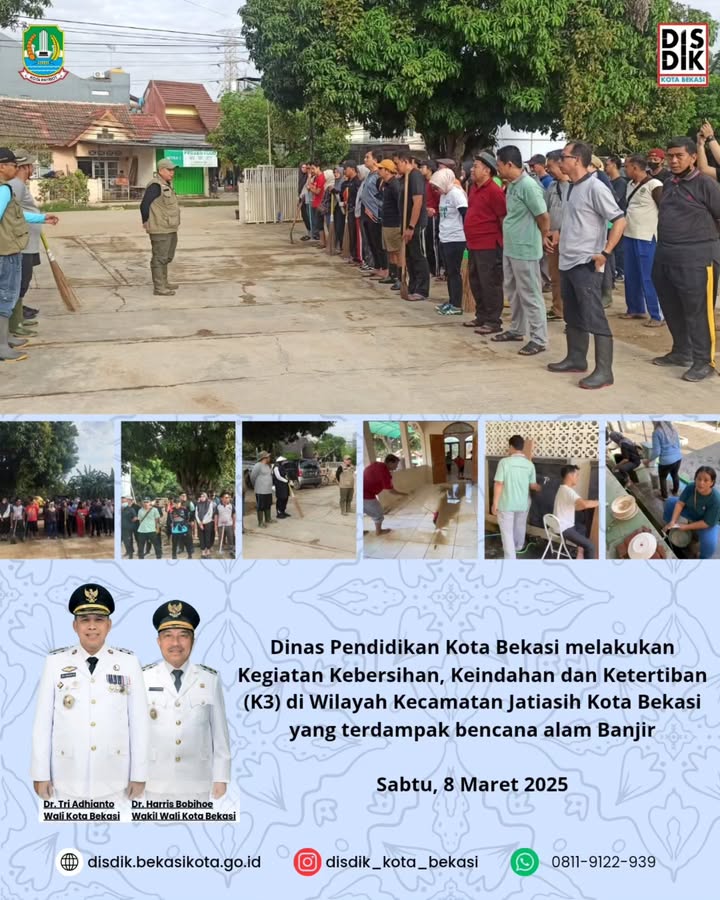 KOTA BEKASI
DIS
DIK
KOTA BEKASI
Dinas Pendidikan Kota Bekasi melakukan
Kegiatan Kebersihan, Keindahan dan Ketertiban
(K3) di Wilayah Kecamatan Jatiasih Kota Bekasi
yang terdampak bencana alam Banjir
Sabtu, 8 Maret 2025
Dr. Tri Adhianto
Wali Kota Bekasi
Dr. Harris Bobihoe
Wakil Wali Kota Bekasi
disdik.bekasikota.go.id
disdik_kota_bekasi
0811-9122-939